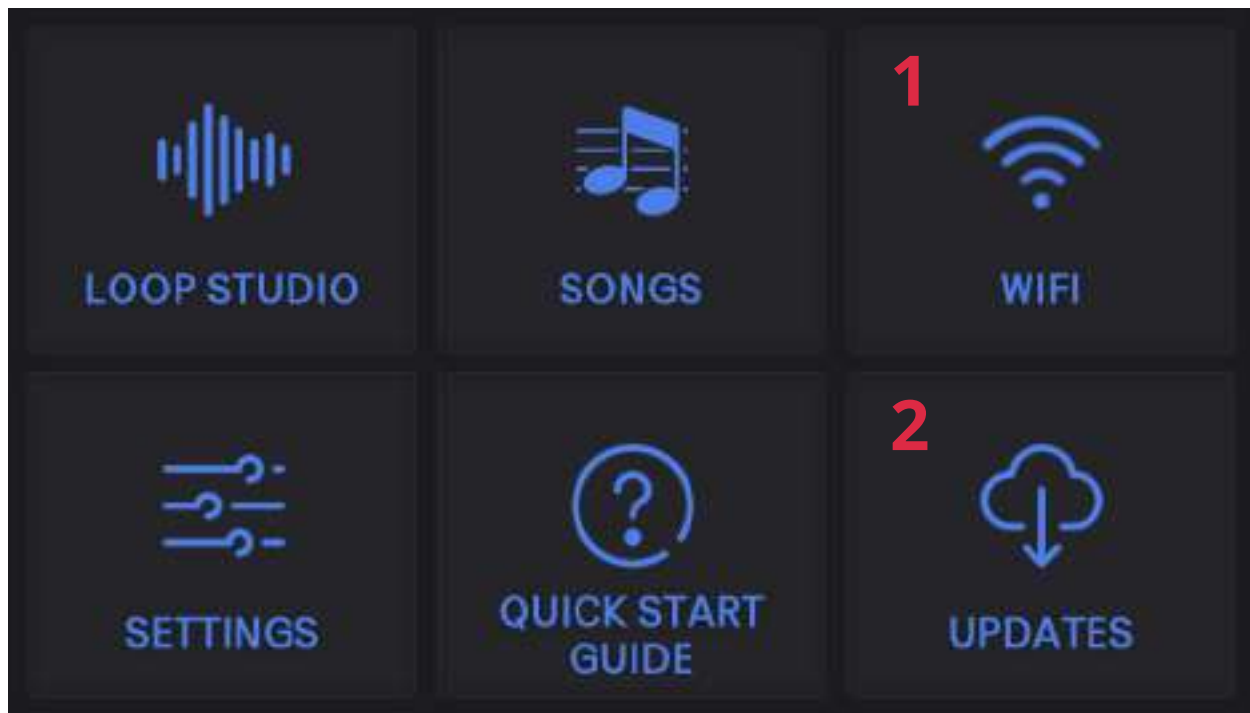 1
LOOP STUDIO
SONGS
WIFI
2
SETTINGS
QUICK START
GUIDE
UPDATES